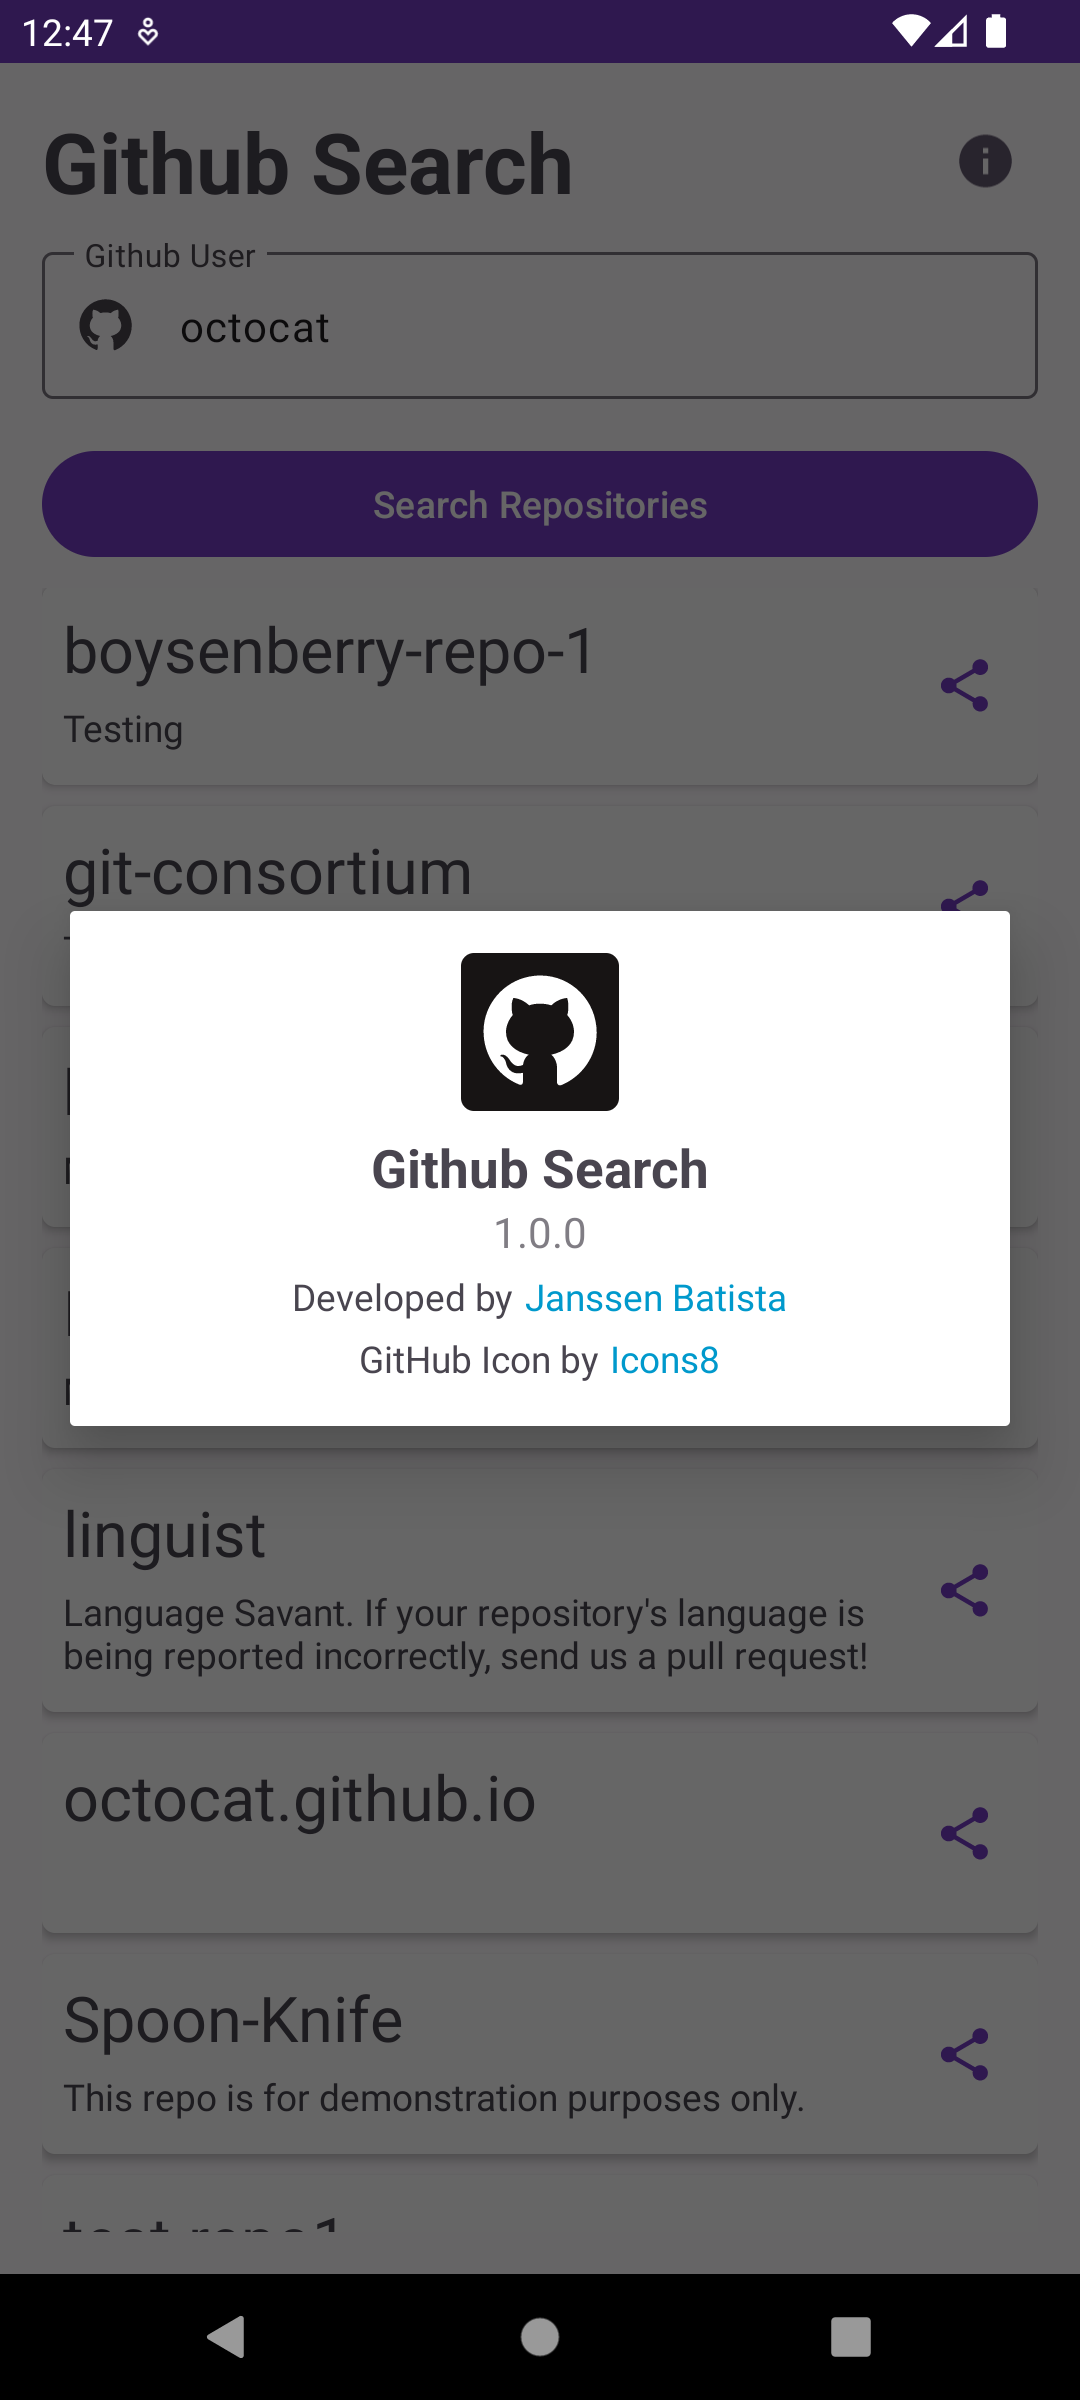 12:47
Github Search
Github User
octocat
Search Repositories
boysenberry-repo-1
Testing
git-consortium
Github Search
1.0.0
Developed by Janssen Batista
GitHub Icon by Icons8
linguist
Language Savant. If your repository's language is
being reported incorrectly, send us a pull request!
octocat.github.io
Spoon-Knife
This repo is for demonstration purposes only.